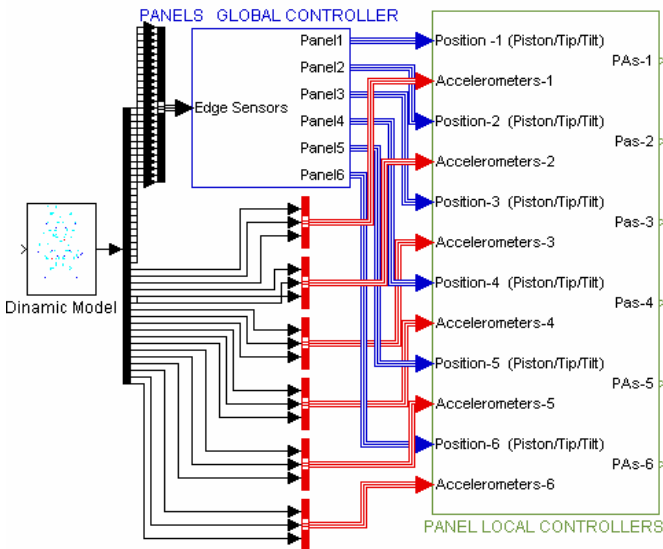 PANELS GLOBAL CONTROLLER
Panel1
Panel2
Panel3
Panel4
Panel5
Panel6
Edge Sensors
Dinamic Model
Position -1 (Piston/Tip/Tilt)
Accelerometers-1
Position-2 (Piston/Tip/Tilt)
Accelerometers-2
Position-3 (Piston/Tip/Tilt)
Accelerometers-3
Position-4 (Piston/Tip/Tilt)
Accelerometers-4
Position-5 (Piston/Tip/Tilt)
Accelerometers-5
Position-6 (Piston/Tip/Tilt)
Accelerometers-6
PAs-1
Pas-2
Pas-3
Pas-4
PAs-5
PAs-6
PANEL LOCAL CONTROLLERS